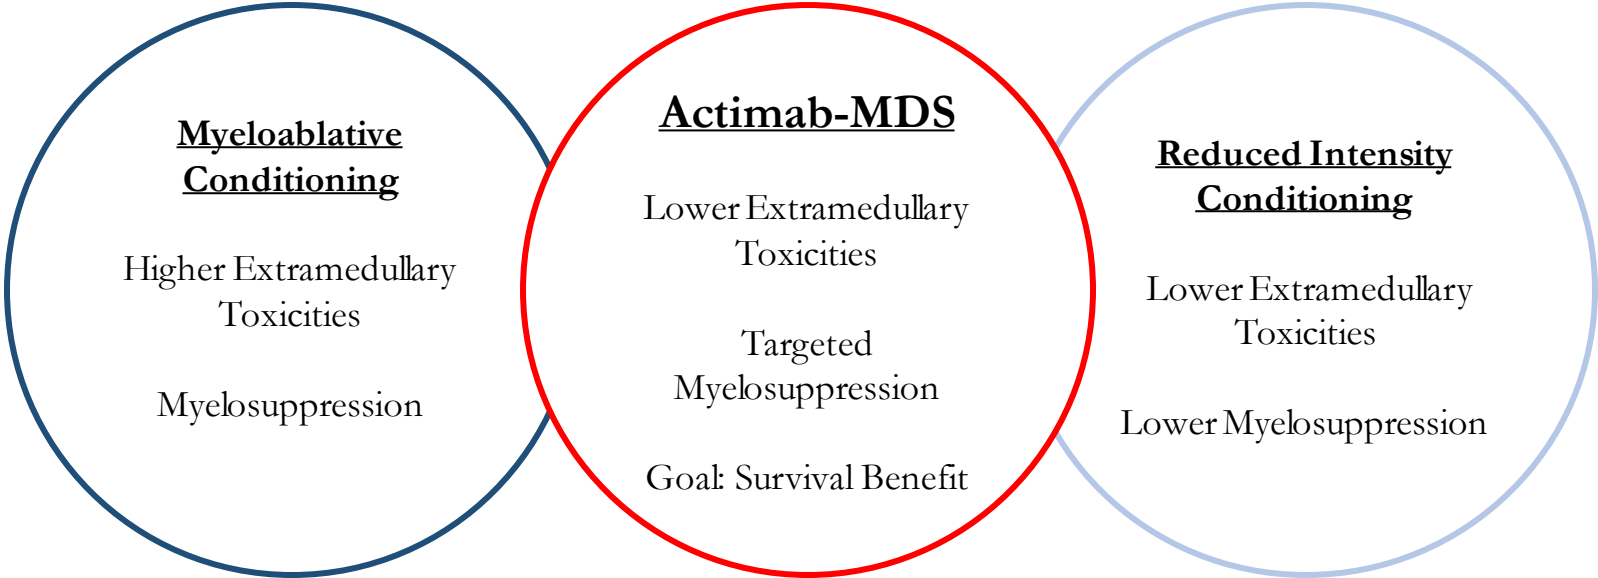 Myeloablative
Conditioning
Higher Extramedullary
Toxicities
Myelosuppression
Actimab-MDS
Lower Extramedullary
Toxicities
Targeted
Myelosuppression
Goal: Survival Benefit
Reduced Intensity
Conditioning
Lower Extramedullary
Toxicities
Lower Myelosuppression